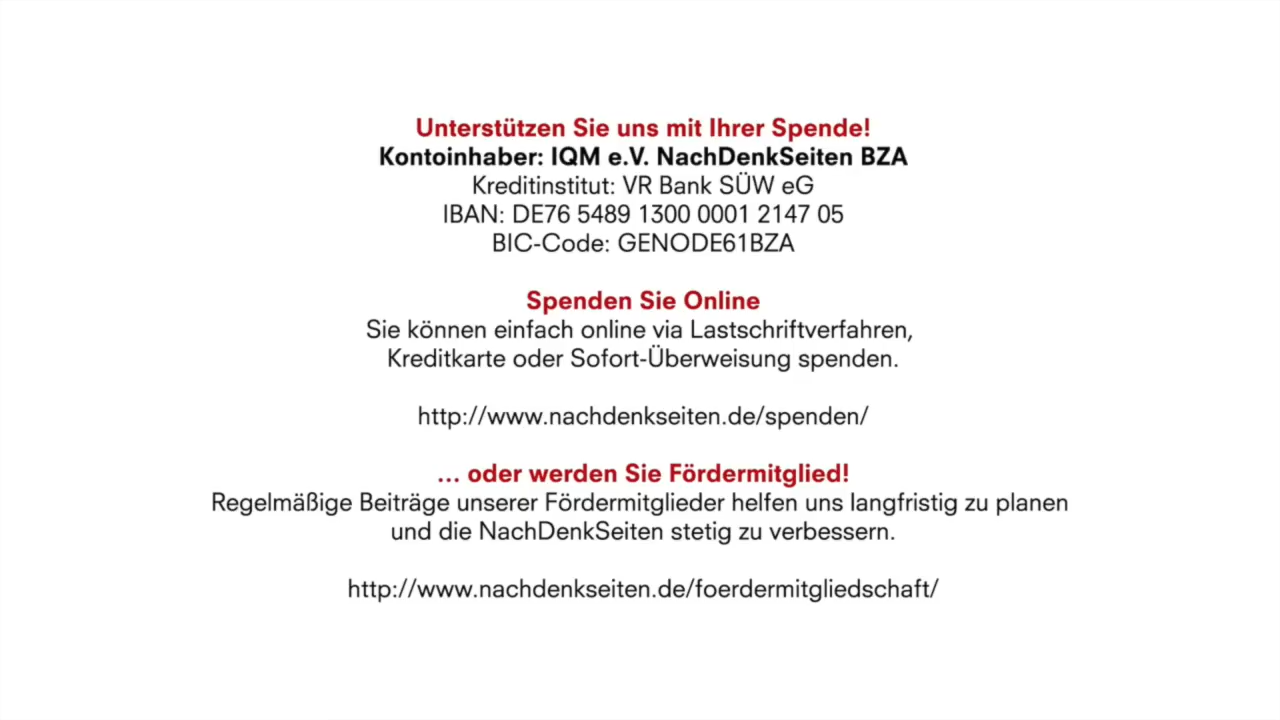 Unterstützen Sie uns mit Ihrer Spende!
Kontoinhaber: IQM e.V. NachDenkSeiten BZA
Kreditinstitut: VR Bank SÜW eG
IBAN: DE76 5489 1300 0001 2147 05
BIC-Code: GENODE61BZA
Spenden Sie Online
Sie können einfach online via Lastschriftverfahren,
Kreditkarte oder Sofort-Überweisung spenden.
http://www.nachdenkseiten.de/spenden/
... oder werden Sie Fördermitglied!
Regelmäßige Beiträge unserer Fördermitglieder helfen uns langfristig zu planen
und die NachDenkSeiten stetig zu verbessern.
http://www.nachdenkseiten.de/foerdermitgliedschaft/